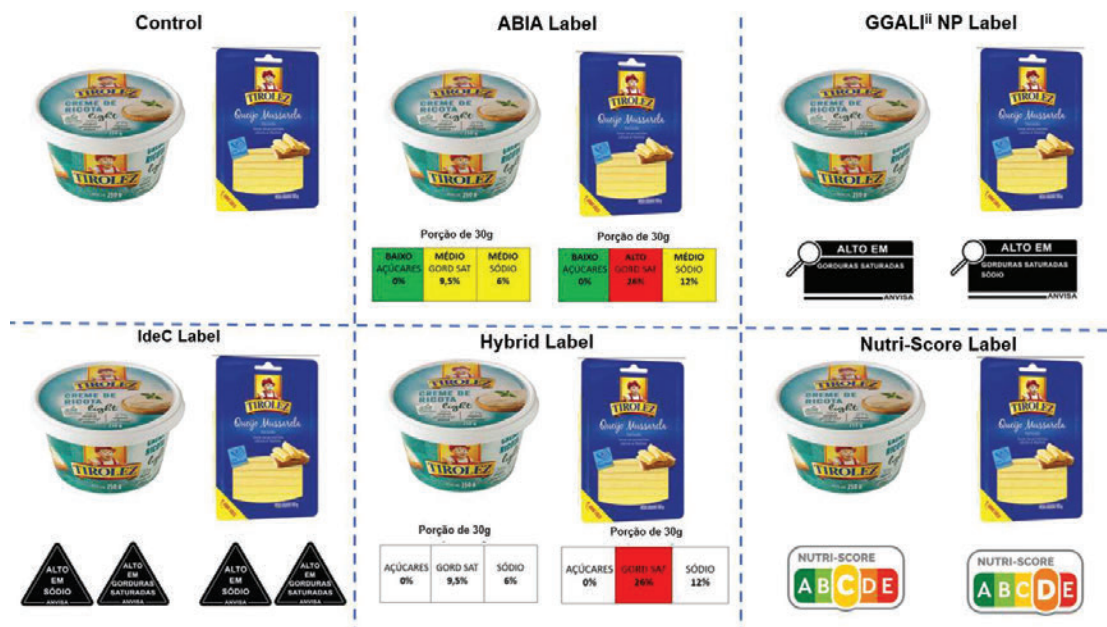 Control
TIROLEZ
CREME DE
RICOTA
light
TIROLEZ
TIROLEZ
Queijo Mussarela
ABIA Label
TIROLEZ
CREME DE
RICOTA
light
TIROLEZ
TIROLEZ
Queijo Mussarela
Porção de 30g
BAIXO MÉDIO MÉDIO
AÇÚCARES GORD SAT SÓDIO
0% 9,5% 6%
Porção de 30g
BAIXO ALTO MÉDIO
AÇÚCARES GORD SAT SÓDIO
0% 26% 12%
GGALIⁱⁱ NP Label
TIROLEZ
CREME DE
RICOTA
light
TIROLEZ
TIROLEZ
Queijo Mussarela
ALTO EM
GORDURAS SATURADAS
ANVISA
ALTO EM
GORDURAS SATURADAS
SÓDIO
ANVISA
IdeC Label
TIROLEZ
CREME DE
RICOTA
light
TIROLEZ
TIROLEZ
Queijo Mussarela
ALTO
EM
SÓDIO
ANVISA
ALTO
EM
GORDURAS
SATURADAS
ANVISA
ALTO
EM
SÓDIO
ANVISA
ALTO
EM
GORDURAS
SATURADAS
ANVISA
Hybrid Label
TIROLEZ
CREME DE
RICOTA
light
TIROLEZ
TIROLEZ
Queijo Mussarela
Porção de 30g
AÇÚCARES GORD SAT SÓDIO
0% 9,5% 6%
Porção de 30g
AÇÚCARES GORD SAT SÓDIO
0% 26% 12%
Nutri-Score Label
TIROLEZ
CREME DE
RICOTA
light
TIROLEZ
TIROLEZ
Queijo Mussarela
NUTRI-SCORE
A B C D E
NUTRI-SCORE
A B C D E